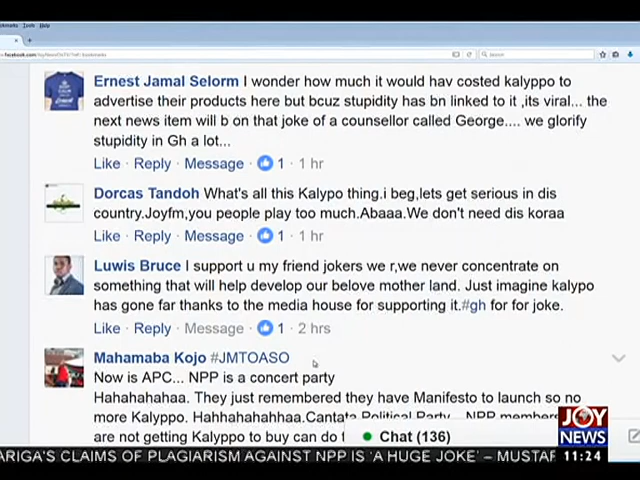 Tools Help
Search
Ernest Jamal Selorm I wonder how much it would hav costed kalyppo to
advertise their products here but bcuz stupidity has bn linked to it ,its viral... the
next news item will b on that joke of a counsellor called George.... we glorify
stupidity in Gh a lot...
Like · Reply · Message · 1 · 1 hr
Dorcas Tandoh What's all this Kalypo thing.i beg,lets get serious in dis
country.Joyfm,you people play too much.Abaaa.We don't need dis koraa
Like · Reply · Message · 1 · 1 hr
Luwis Bruce I support u my friend jokers we r,we never concentrate on
something that will help develop our belove mother land. Just imagine kalypo
has gone far thanks to the media house for supporting it.#gh for for joke.
Like · Reply · Message · 1 · 2 hrs
Mahamaba Kojo #JMTOASO
Now is APC... NPP is a concert party
Hahahahahaa. They just remembered they have Manifesto to launch so no
more Kalyppo. Hahhahahahhaa.Cantata Political Party... NPP members
are not getting Kalyppo to buy can do t
Chat (136)
JOY
NEWS
ARIGA'S CLAIMS OF PLAGIARISM AGAINST NPP IS 'A HUGE JOKE' – MUSTAF
11:24